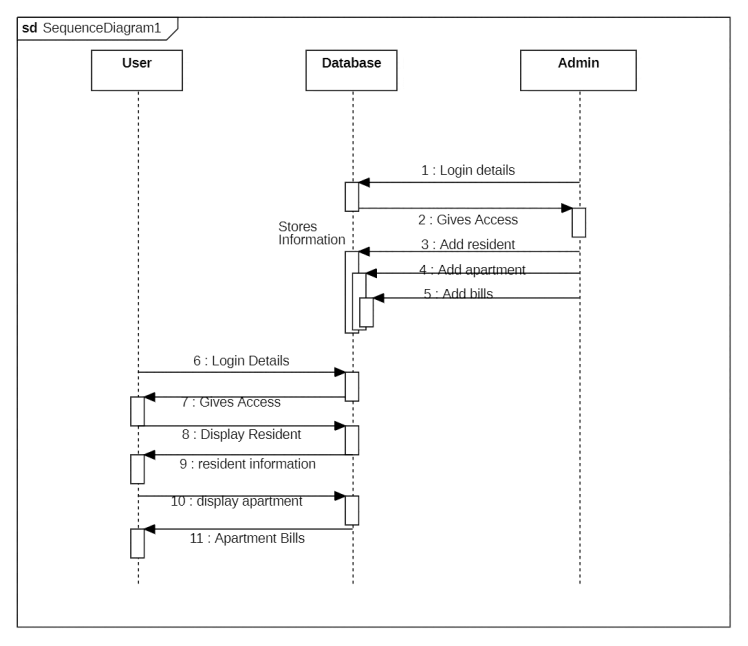 sd SequenceDiagram1
User
Database
Admin
1 : Login details
2 : Gives Access
Stores
Information
3 : Add resident
4 : Add apartment
5 : Add bills
6 : Login Details
7 : Gives Access
8 : Display Resident
9 : resident information
10 : display apartment
11 : Apartment Bills